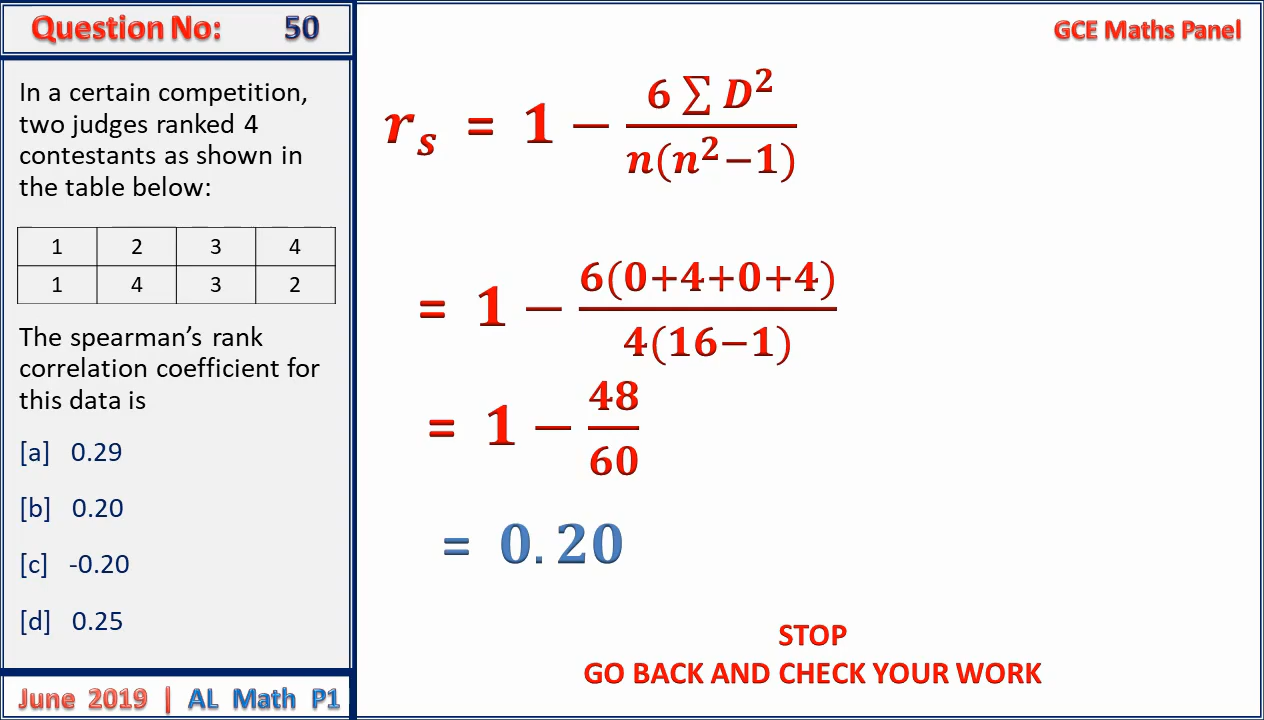 Question No: 50
GCE Maths Panel
In a certain competition,
two judges ranked 4
contestants as shown in
the table below:
1 2 3 4
1 4 3 2
The spearman's rank
correlation coefficient for
this data is
[a] 0.29
[b] 0.20
[c] -0.20
[d] 0.25
June 2019 | AL Math P1
r_s = 1 − (6 ∑ D²)/(n(n²−1))
= 1 − (6(0+4+0+4))/(4(16−1))
= 1 − 48/60
= 0.20
STOP
GO BACK AND CHECK YOUR WORK